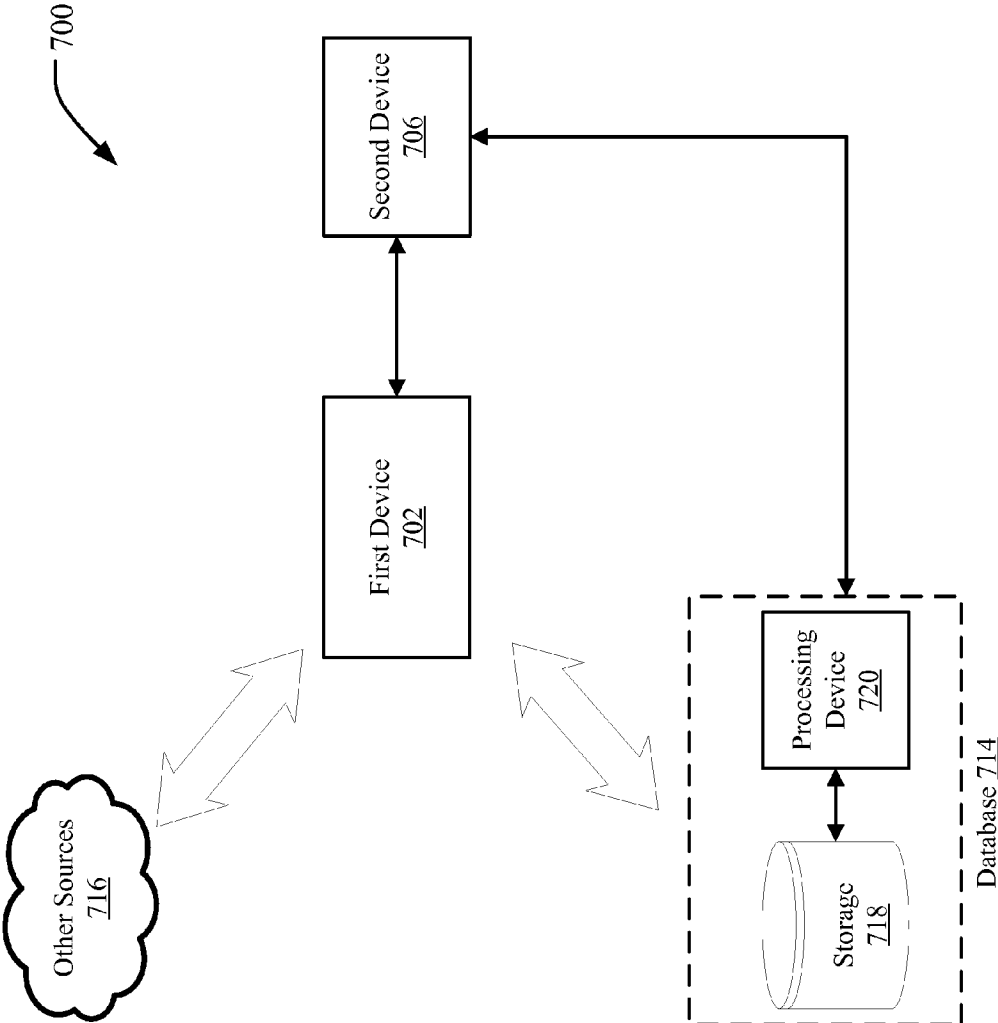 700
Other Sources
716
First Device
702
Second Device
706
Storage
718
Processing
Device
720
Database 714